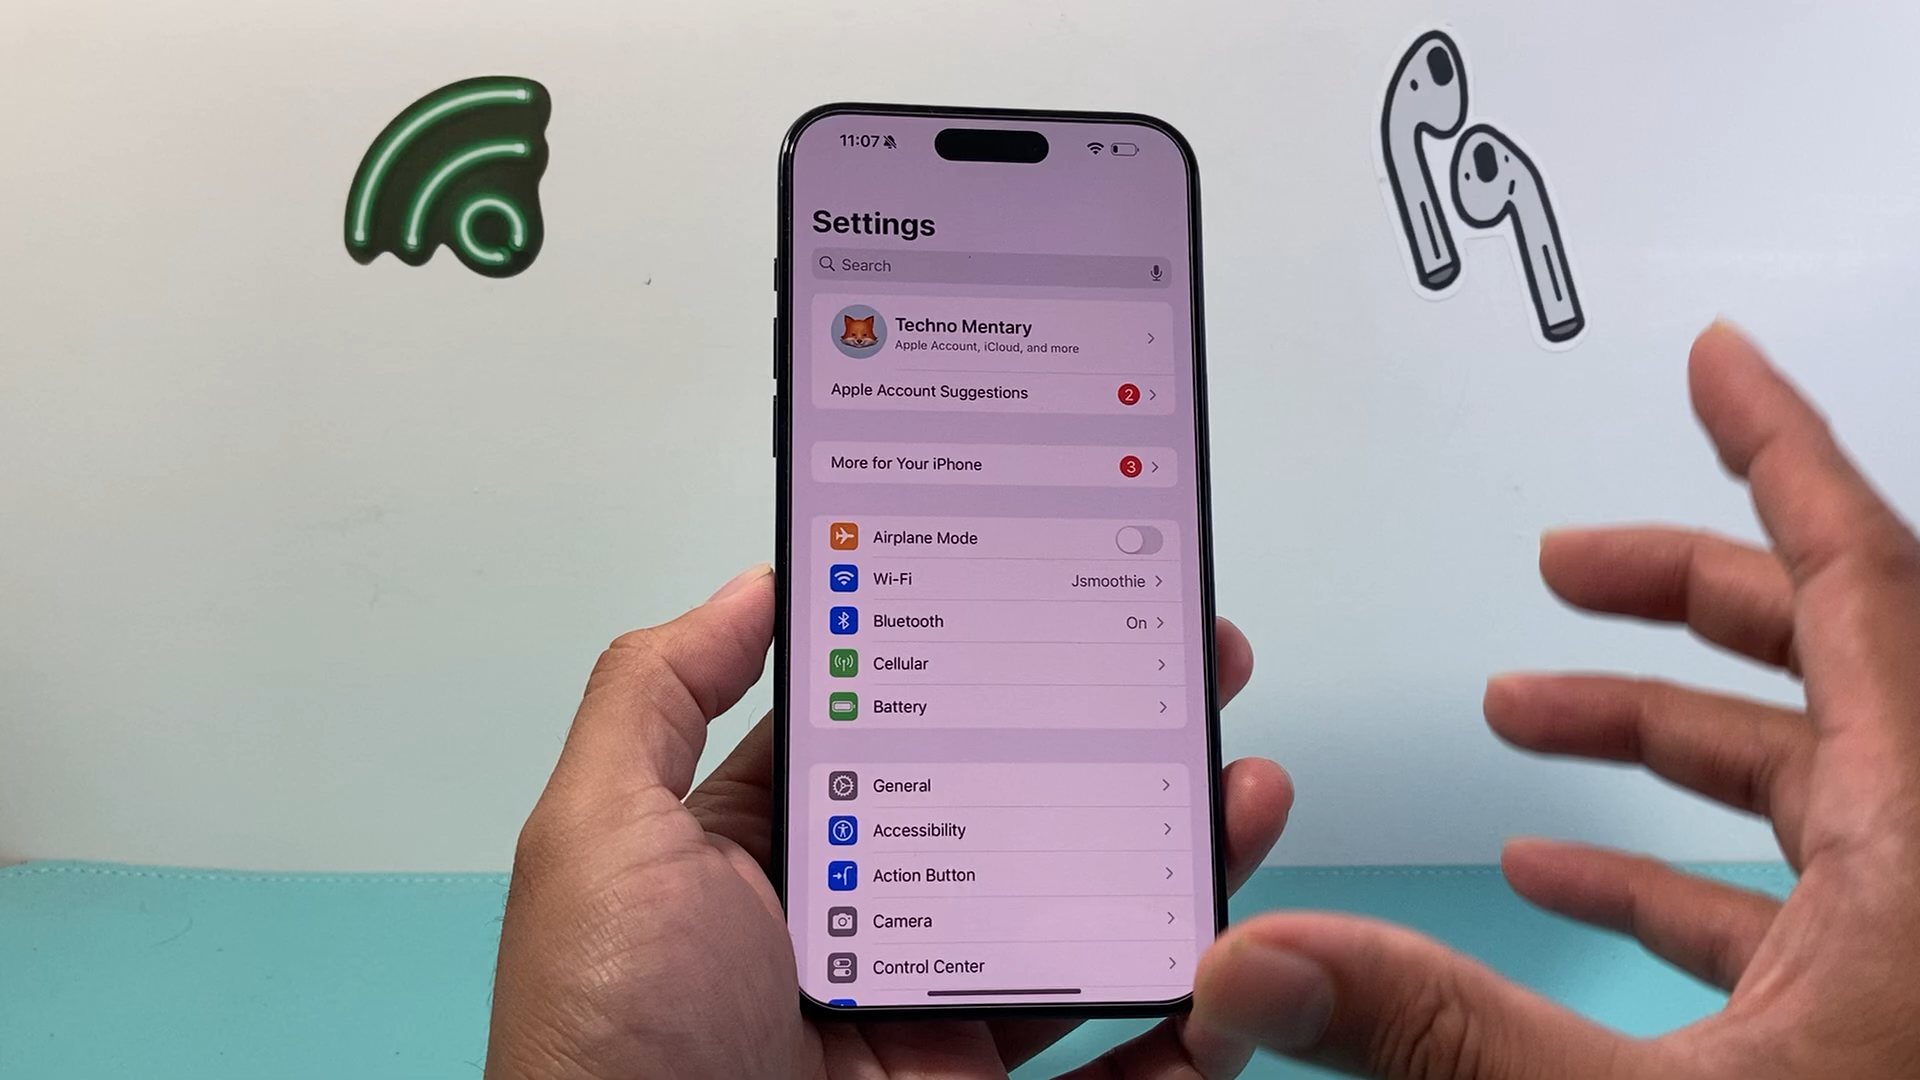 11:07
Settings
Search
Techno Mentary
Apple Account, iCloud, and more
Apple Account Suggestions 2
More for Your iPhone 3
Airplane Mode
Wi-Fi Jsmoothie
Bluetooth On
Cellular
Battery
General
Accessibility
Action Button
Camera
Control Center